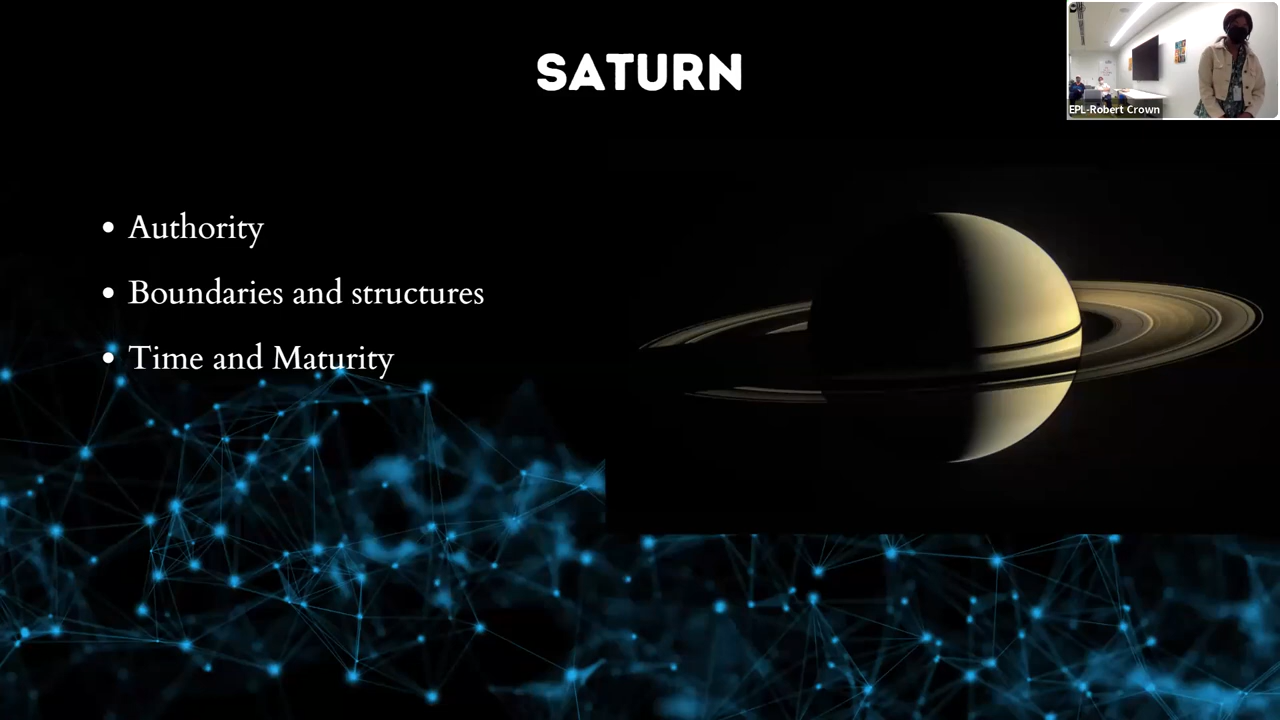 SATURN
EPL-Robert Crown
• Authority
• Boundaries and structures
• Time and Maturity